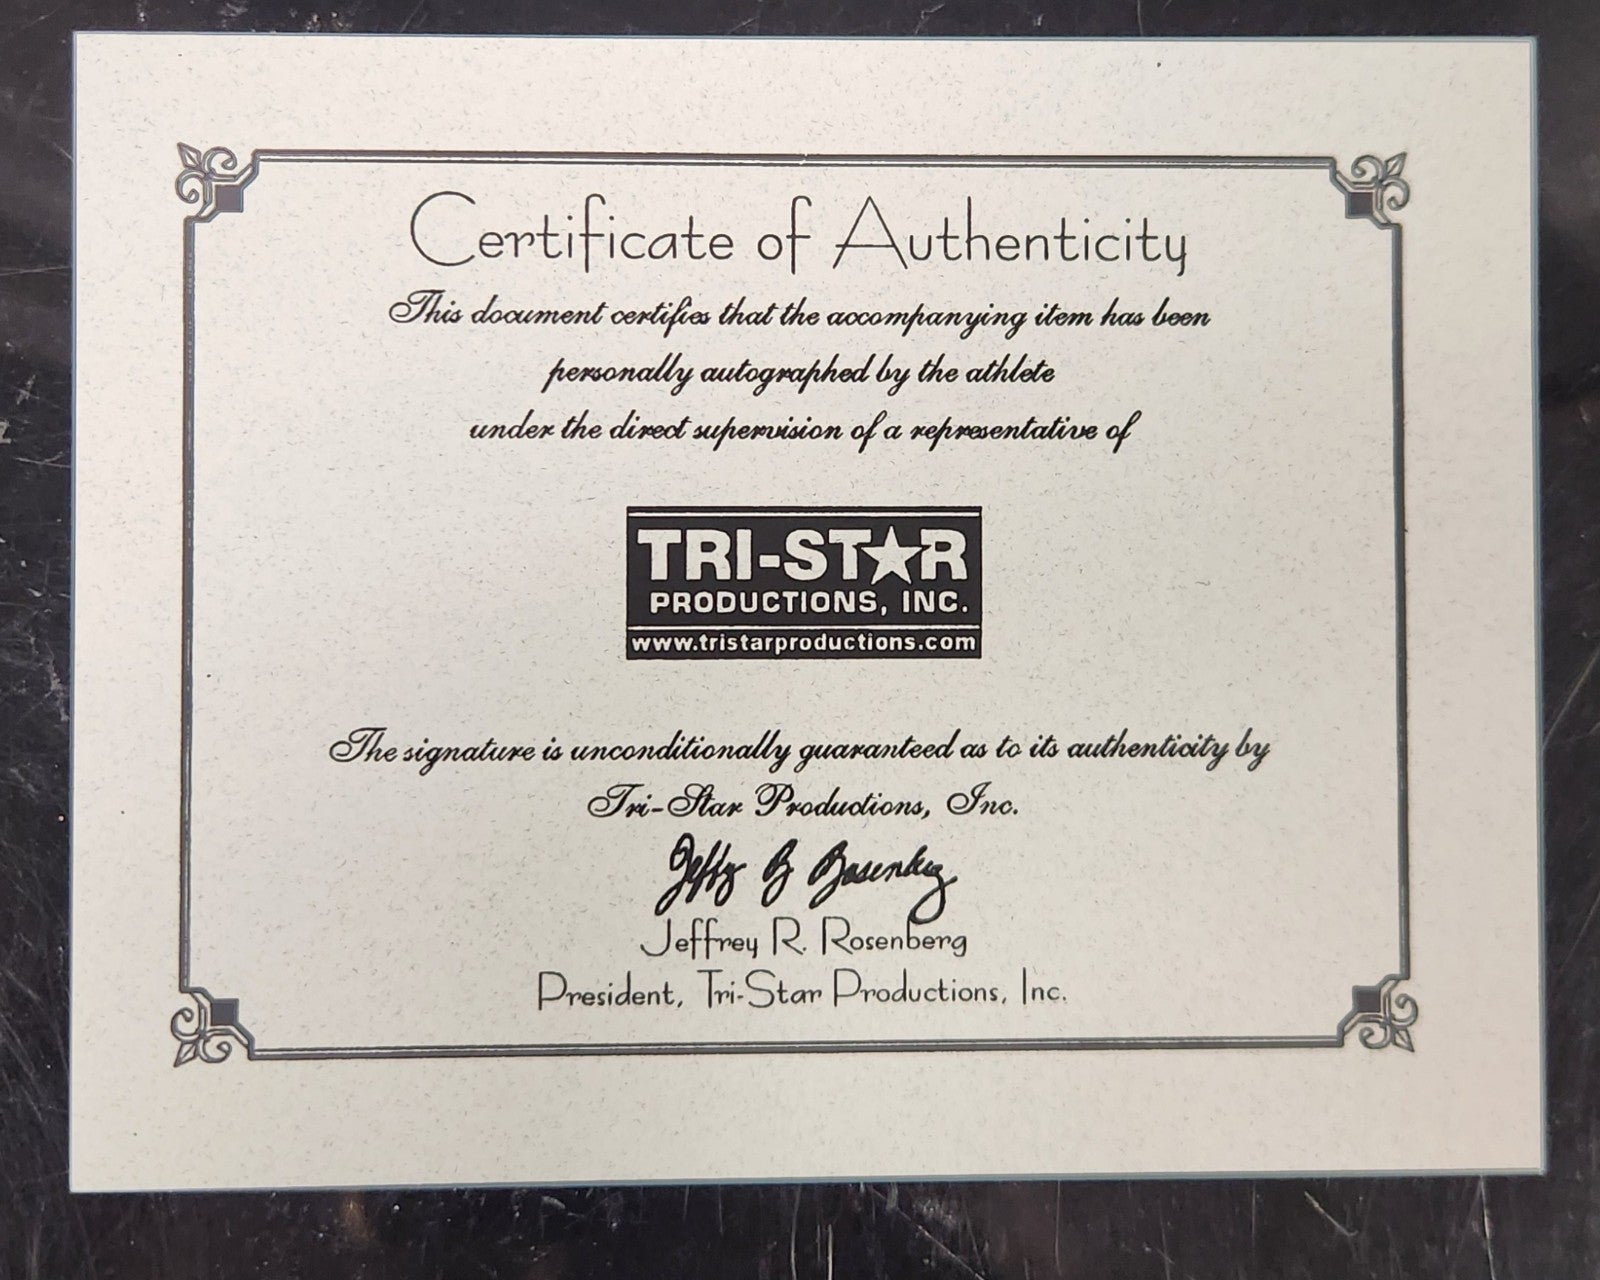 Certificate of Authenticity
This document certifies that the accompanying item has been
personally autographed by the athlete
under the direct supervision of a representative of
TRI-STAR
PRODUCTIONS, INC.
www.tristarproductions.com
The signature is unconditionally guaranteed as to its authenticity by
Tri-Star Productions, Inc.
Jeffrey R. Rosenberg
Jeffrey R. Rosenberg
President, Tri-Star Productions, Inc.